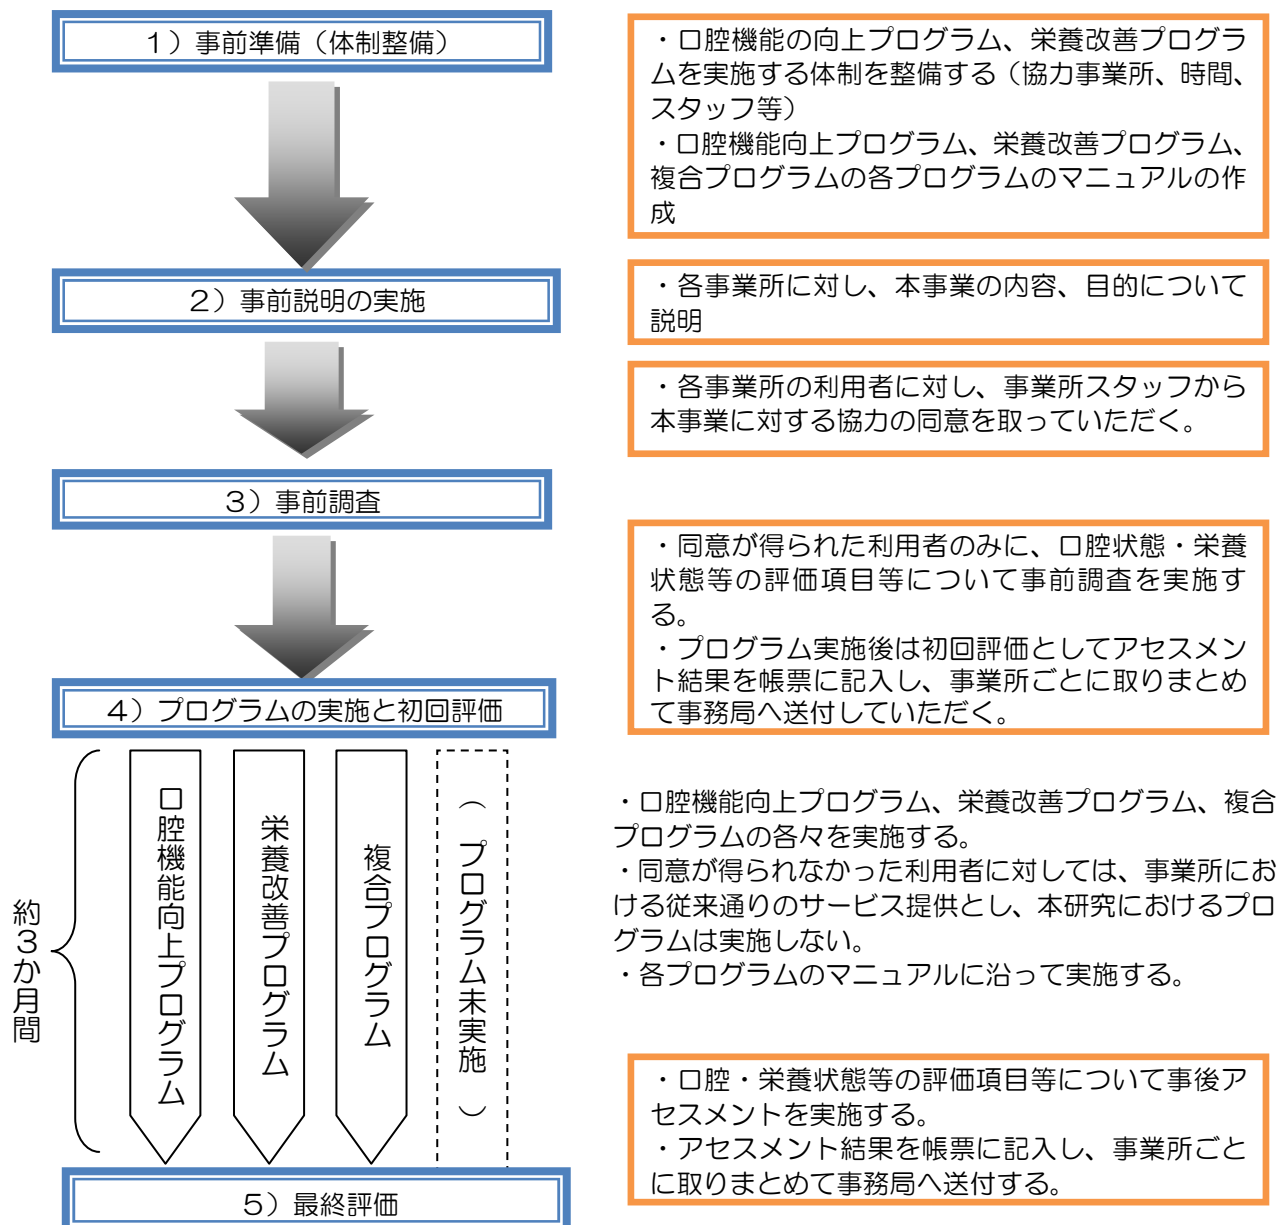 １）事前準備（体制整備）
・口腔機能の向上プログラム、栄養改善プログラ
ムを実施する体制を整備する（協力事業所、時間、
スタッフ等）
・口腔機能向上プログラム、栄養改善プログラム、
複合プログラムの各プログラムのマニュアルの作
成
２）事前説明の実施
・各事業所に対し、本事業の内容、目的について
説明
・各事業所の利用者に対し、事業所スタッフから
本事業に対する協力の同意を取っていただく。
３）事前調査
・同意が得られた利用者のみに、口腔状態・栄養
状態等の評価項目等について事前調査を実施す
る。
・プログラム実施後は初回評価としてアセスメン
ト結果を帳票に記入し、事業所ごとに取りまとめ
て事務局へ送付していただく。
４）プログラムの実施と初回評価
約３か月間
口腔機能向上プログラム
栄養改善プログラム
複合プログラム
（プログラム未実施）
・口腔機能向上プログラム、栄養改善プログラム、複合
プログラムの各々を実施する。
・同意が得られなかった利用者に対しては、事業所にお
ける従来通りのサービス提供とし、本研究におけるプロ
グラムは実施しない。
・各プログラムのマニュアルに沿って実施する。
・口腔・栄養状態等の評価項目等について事後ア
セスメントを実施する。
・アセスメント結果を帳票に記入し、事業所ごと
に取りまとめて事務局へ送付する。
５）最終評価